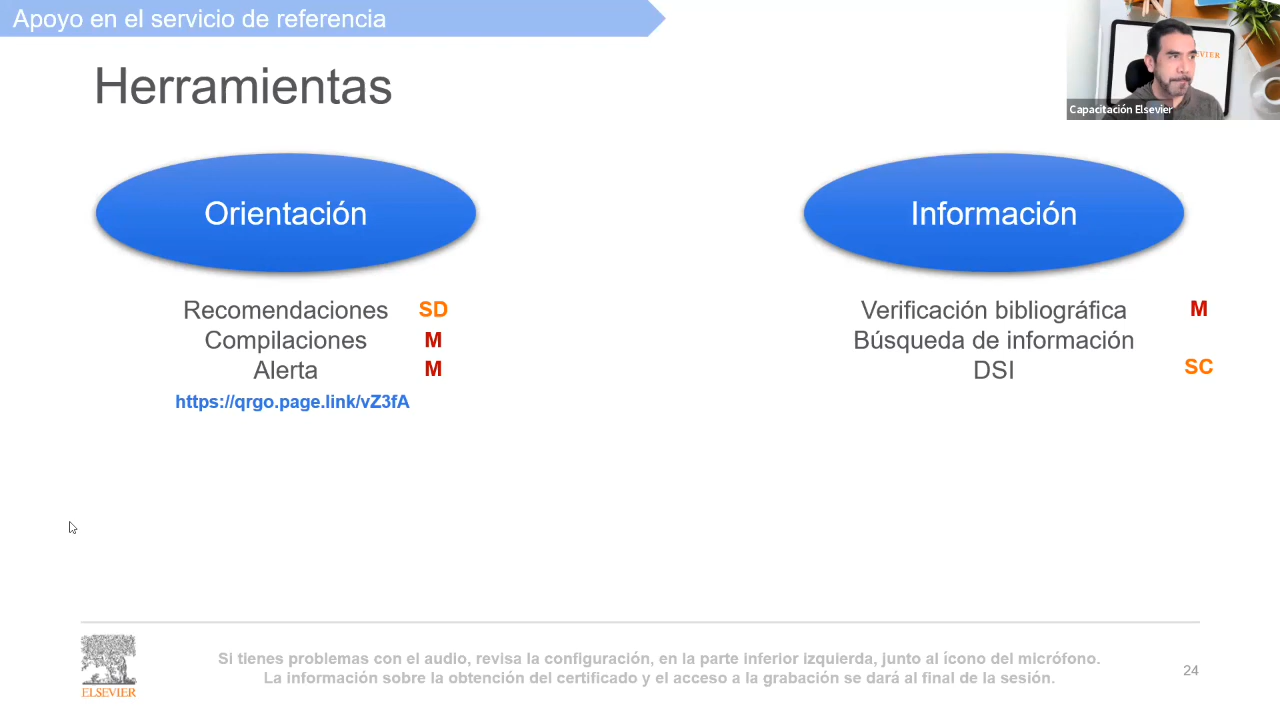 Apoyo en el servicio de referencia
Herramientas
EVIER
Capacitación Elsevier
Orientación
Información
Recomendaciones SD
Compilaciones M
Alerta M
https://qrgo.page.link/vZ3fA
Verificación bibliográfica M
Búsqueda de información
DSI SC
Si tienes problemas con el audio, revisa la configuración, en la parte inferior izquierda, junto al ícono del micrófono.
La información sobre la obtención del certificado y el acceso a la grabación se dará al final de la sesión.
ELSEVIER
24